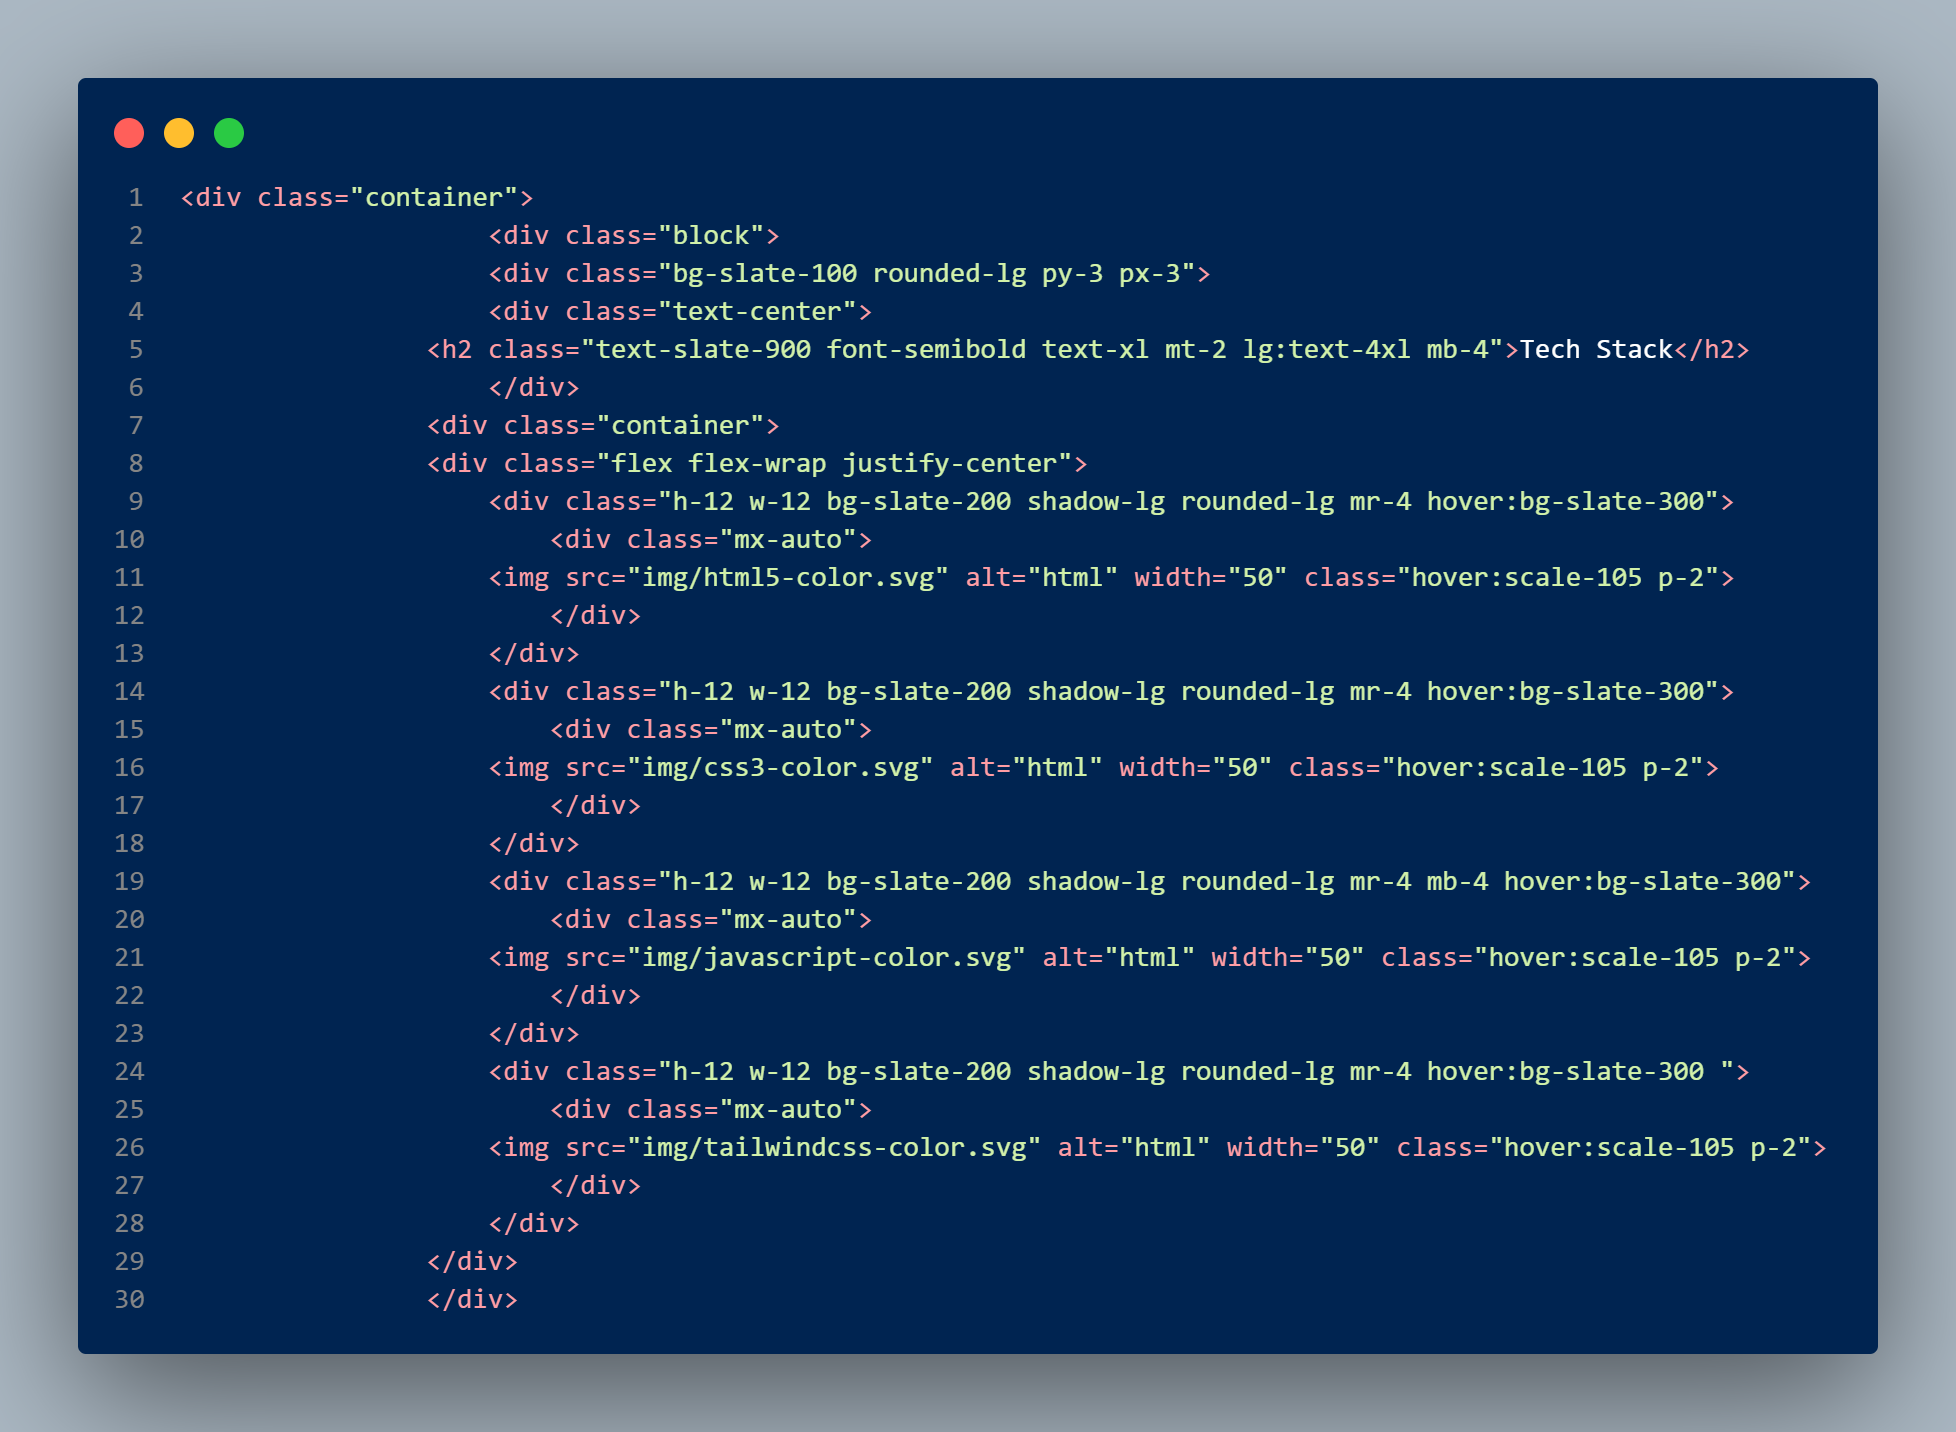 1 <div class="container">
2                     <div class="block">
3                     <div class="bg-slate-100 rounded-lg py-3 px-3">
4                     <div class="text-center">
5                 <h2 class="text-slate-900 font-semibold text-xl mt-2 lg:text-4xl mb-4">Tech Stack</h2>
6                     </div>
7                 <div class="container">
8                 <div class="flex flex-wrap justify-center">
9                     <div class="h-12 w-12 bg-slate-200 shadow-lg rounded-lg mr-4 hover:bg-slate-300">
10                         <div class="mx-auto">
11                     <img src="img/html5-color.svg" alt="html" width="50" class="hover:scale-105 p-2">
12                         </div>
13                     </div>
14                     <div class="h-12 w-12 bg-slate-200 shadow-lg rounded-lg mr-4 hover:bg-slate-300">
15                         <div class="mx-auto">
16                     <img src="img/css3-color.svg" alt="html" width="50" class="hover:scale-105 p-2">
17                         </div>
18                     </div>
19                     <div class="h-12 w-12 bg-slate-200 shadow-lg rounded-lg mr-4 mb-4 hover:bg-slate-300">
20                         <div class="mx-auto">
21                     <img src="img/javascript-color.svg" alt="html" width="50" class="hover:scale-105 p-2">
22                         </div>
23                     </div>
24                     <div class="h-12 w-12 bg-slate-200 shadow-lg rounded-lg mr-4 hover:bg-slate-300 ">
25                         <div class="mx-auto">
26                     <img src="img/tailwindcss-color.svg" alt="html" width="50" class="hover:scale-105 p-2">
27                         </div>
28                     </div>
29                 </div>
30                 </div>